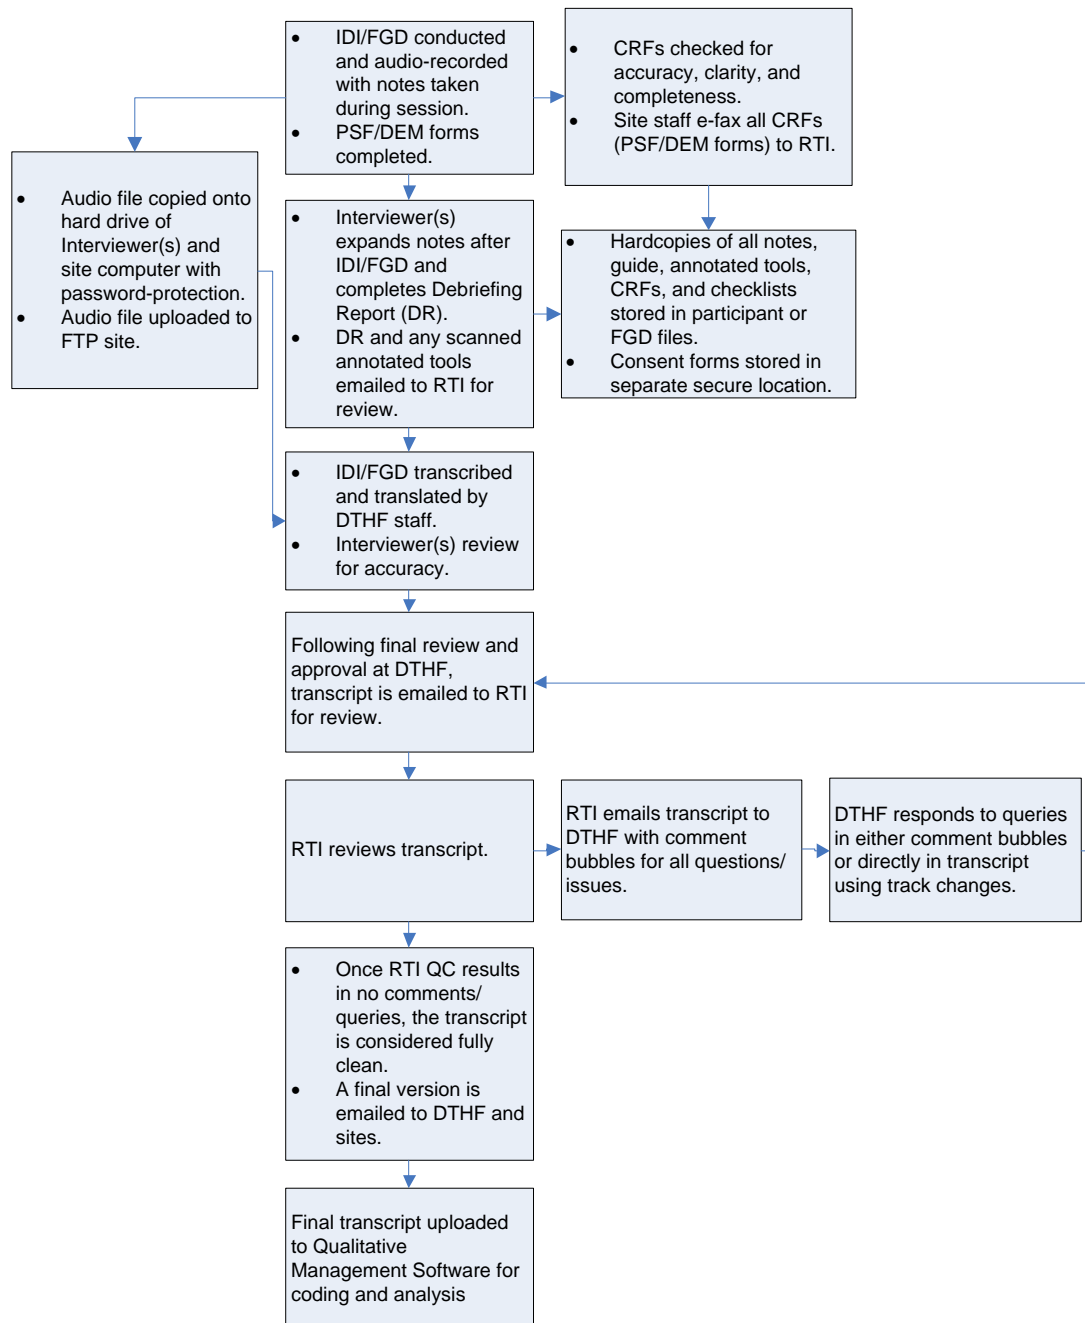 • IDI/FGD conducted
and audio-recorded
with notes taken
during session.
• PSF/DEM forms
completed.
• CRFs checked for
accuracy, clarity, and
completeness.
• Site staff e-fax all CRFs
(PSF/DEM forms) to RTI.
• Audio file copied onto
hard drive of
Interviewer(s) and
site computer with
password-protection.
• Audio file uploaded to
FTP site.
• Interviewer(s)
expands notes after
IDI/FGD and
completes Debriefing
Report (DR).
• DR and any scanned
annotated tools
emailed to RTI for
review.
• Hardcopies of all notes,
guide, annotated tools,
CRFs, and checklists
stored in participant or
FGD files.
• Consent forms stored in
separate secure location.
• IDI/FGD transcribed
and translated by
DTHF staff.
• Interviewer(s) review
for accuracy.
Following final review and
approval at DTHF,
transcript is emailed to RTI
for review.
RTI reviews transcript.
RTI emails transcript to
DTHF with comment
bubbles for all questions/
issues.
DTHF responds to queries
in either comment bubbles
or directly in transcript
using track changes.
• Once RTI QC results
in no comments/
queries, the transcript
is considered fully
clean.
• A final version is
emailed to DTHF and
sites.
Final transcript uploaded
to Qualitative
Management Software for
coding and analysis